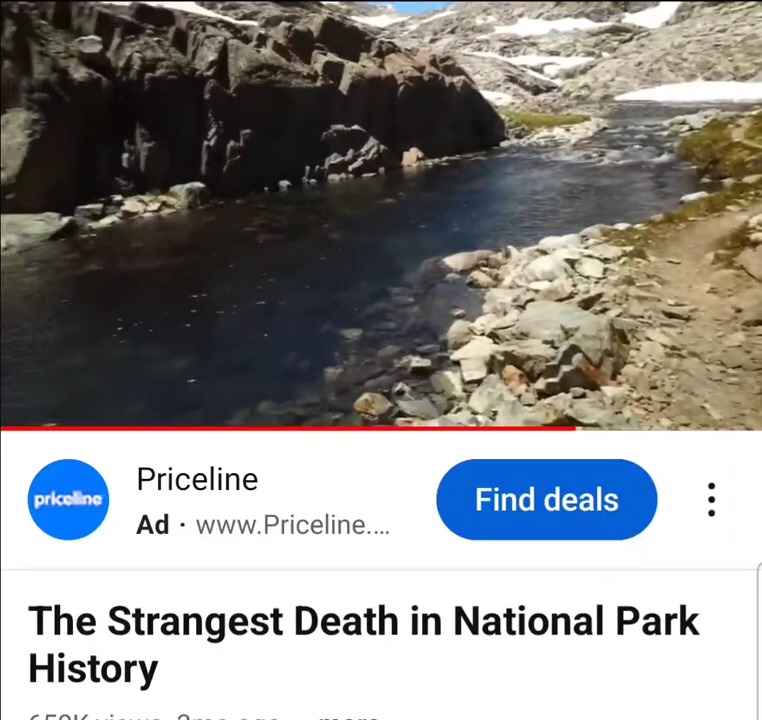 priceline
Priceline
Find deals
Ad · www.Priceline....
The Strangest Death in National Park
History